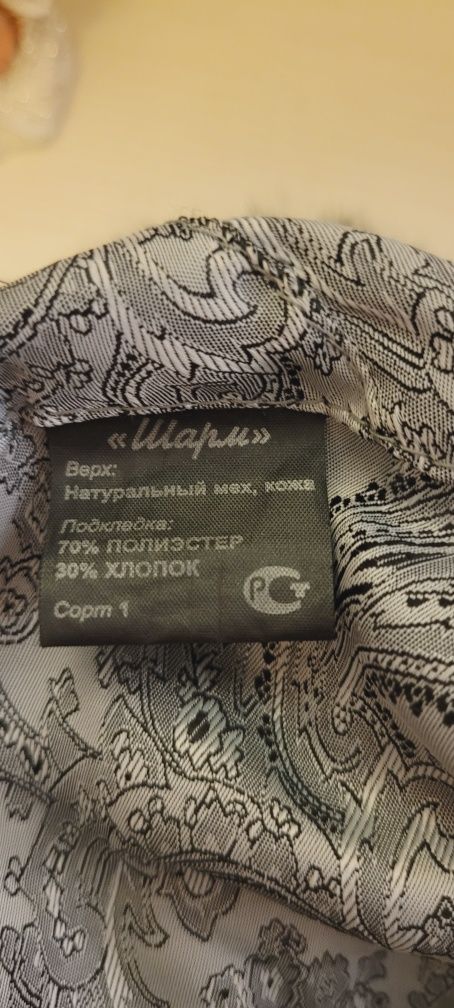 «Шарм»
Верх:
Натуральный мех, кожа
Подкладка:
70% ПОЛИЭСТЕР
30% ХЛОПОК
Сорт 1
РСТ